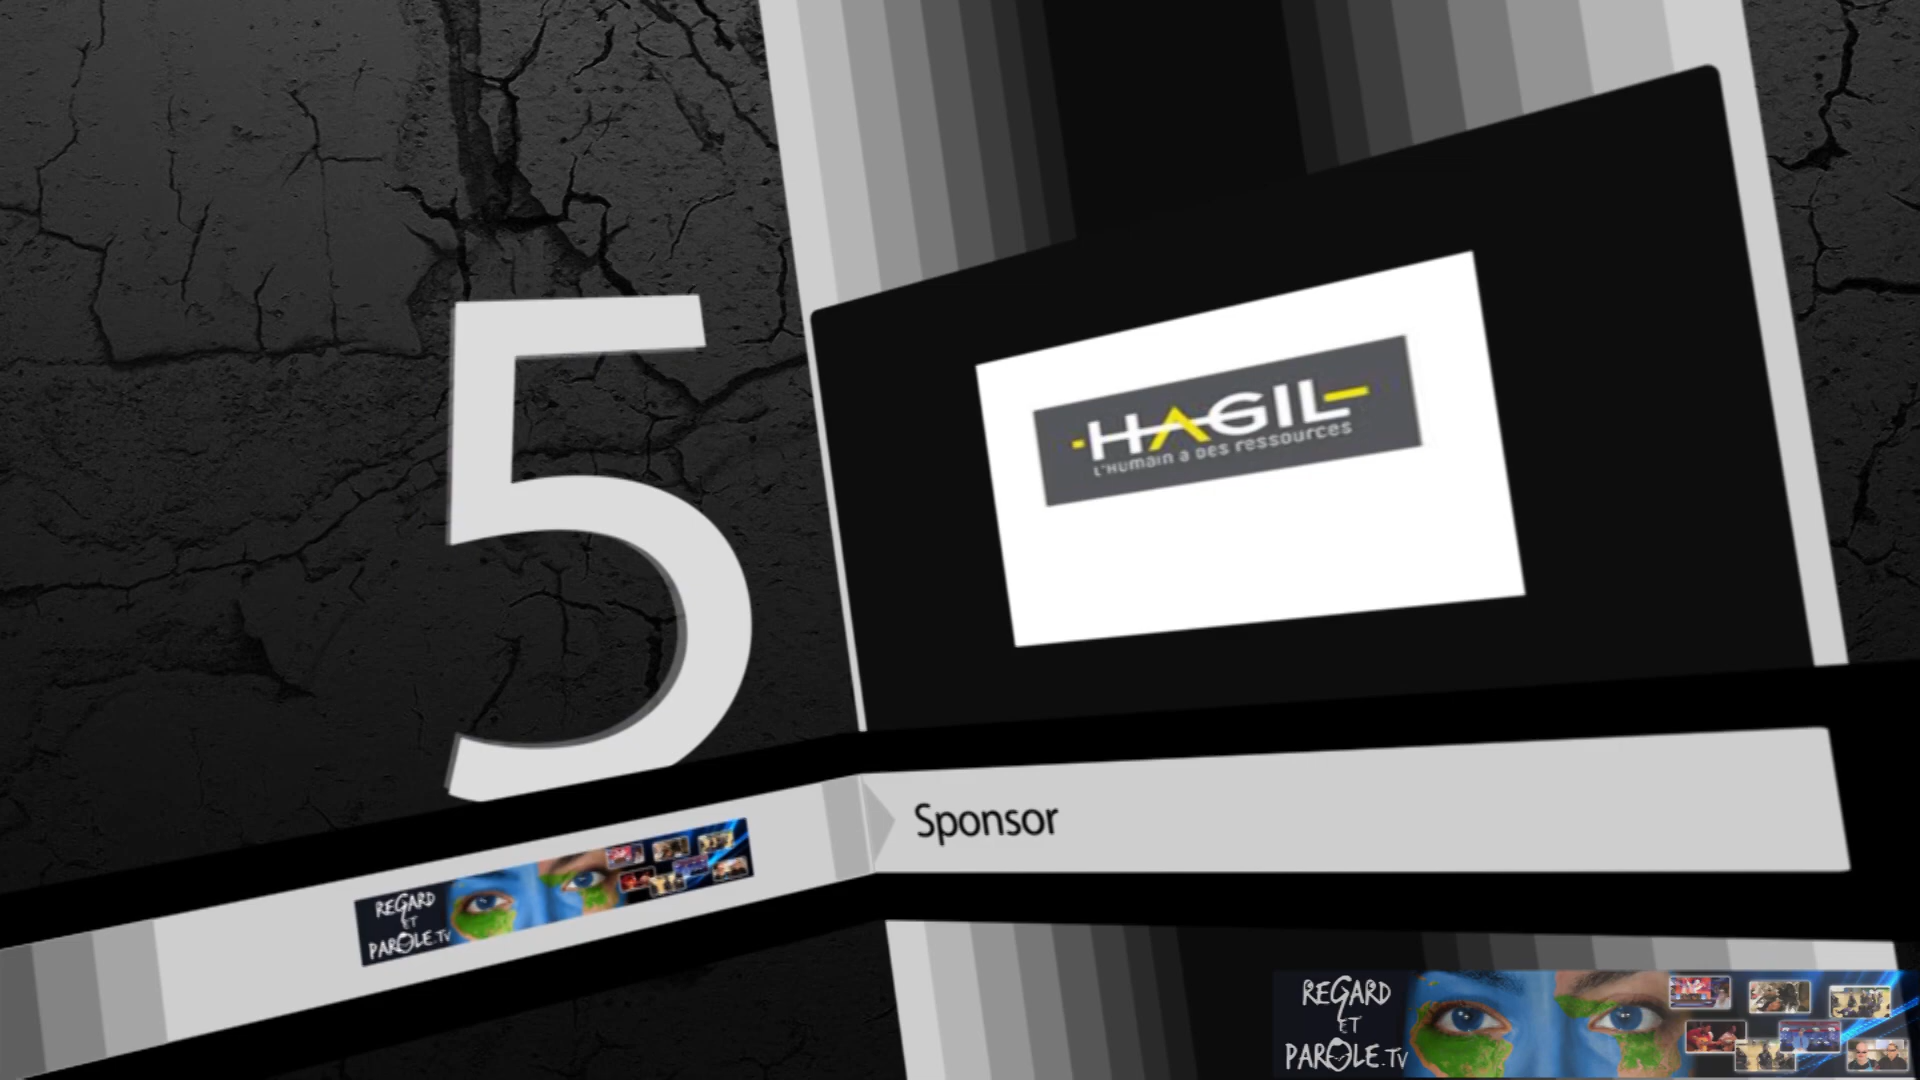 5
HAGIL
L'Humain a des ressources
Sponsor
REGARD
ET
PAROLE.TV
REGARD
ET
PAROLE.TV